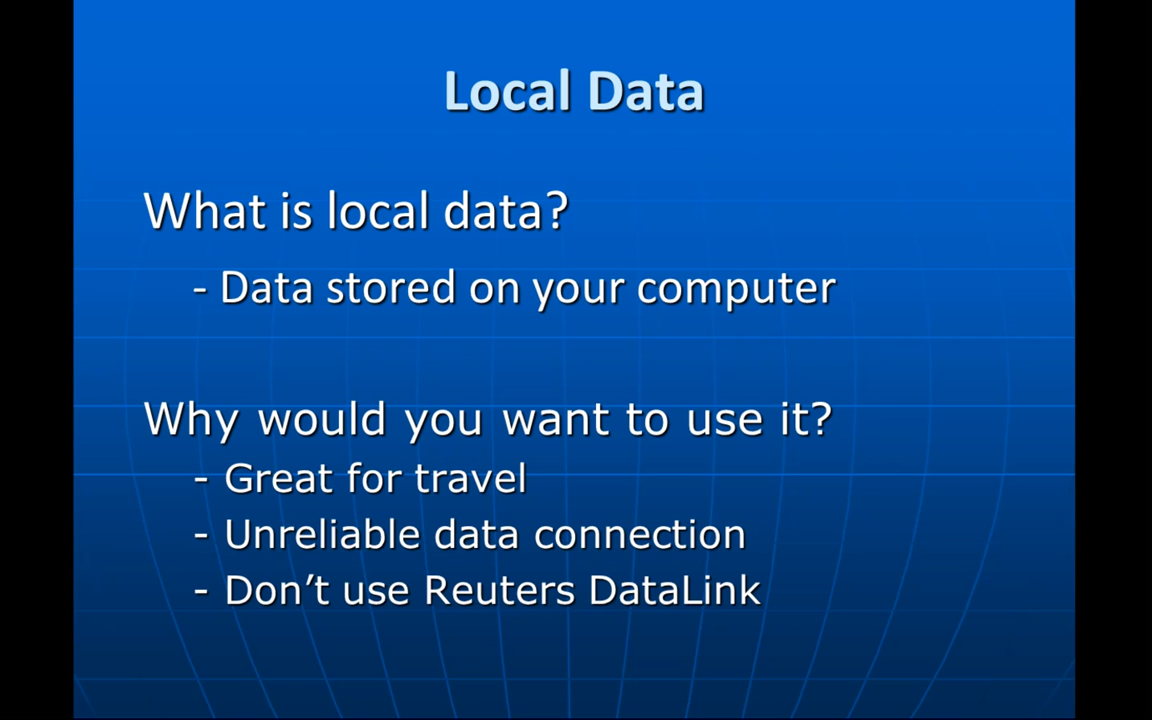 Local Data
What is local data?
- Data stored on your computer
Why would you want to use it?
- Great for travel
- Unreliable data connection
- Don’t use Reuters DataLink